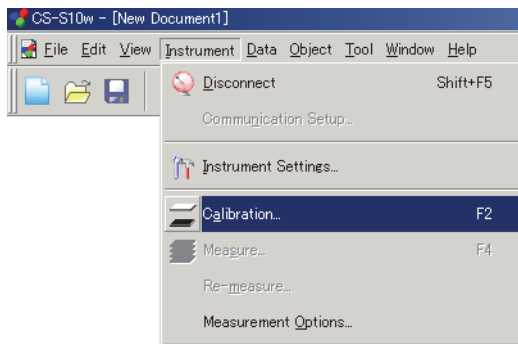 CS-S10w - [New Document1]
File Edit View Instrument Data Object Tool Window Help
Disconnect Shift+F5
Communication Setup...
Instrument Settings...
Calibration... F2
Measure... F4
Re-measure...
Measurement Options...